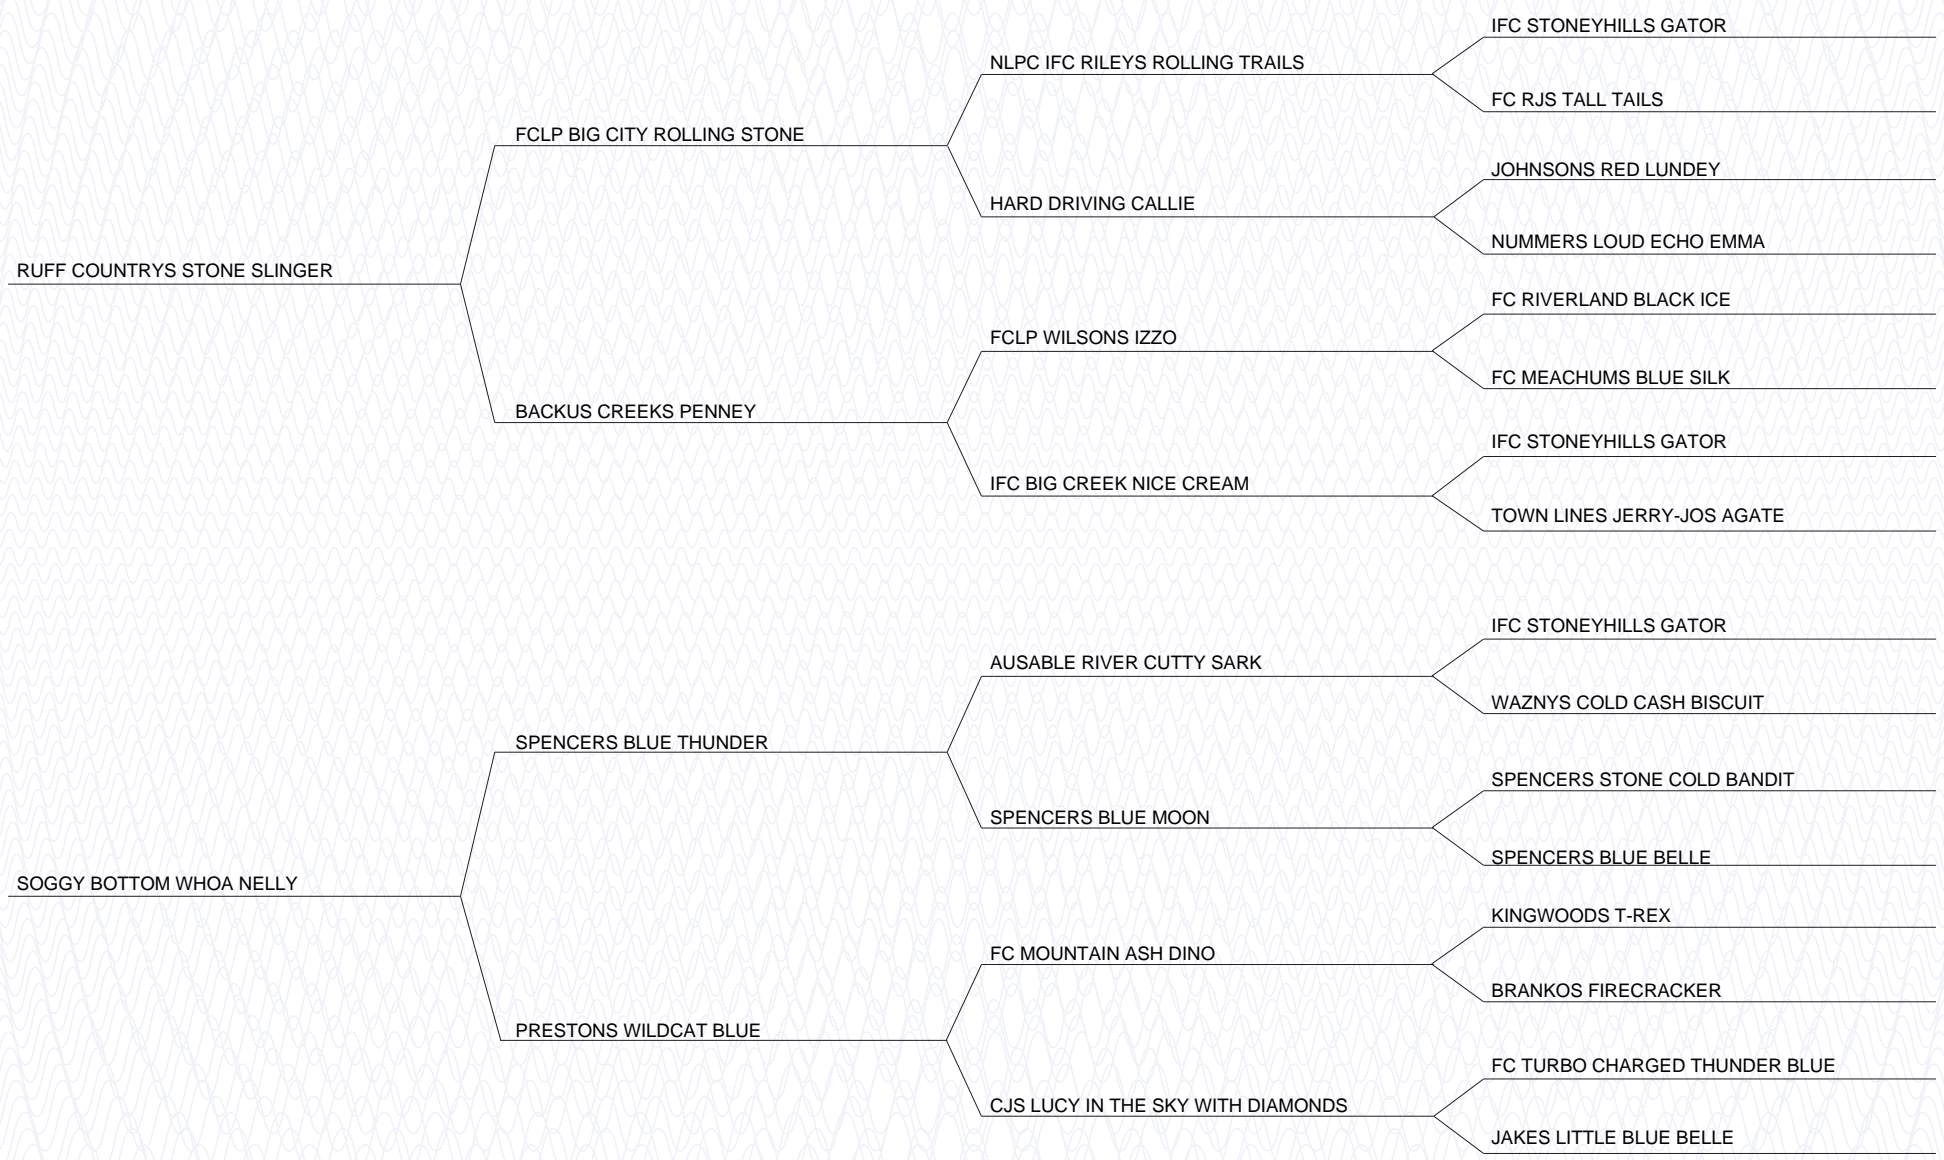 IFC STONEYHILLS GATOR
NLPC IFC RILEYS ROLLING TRAILS
FC RJS TALL TAILS
FCLP BIG CITY ROLLING STONE
JOHNSONS RED LUNDEY
HARD DRIVING CALLIE
NUMMERS LOUD ECHO EMMA
RUFF COUNTRYS STONE SLINGER
FC RIVERLAND BLACK ICE
FCLP WILSONS IZZO
FC MEACHUMS BLUE SILK
BACKUS CREEKS PENNEY
IFC STONEYHILLS GATOR
IFC BIG CREEK NICE CREAM
TOWN LINES JERRY-JOS AGATE
IFC STONEYHILLS GATOR
AUSABLE RIVER CUTTY SARK
WAZNYS COLD CASH BISCUIT
SPENCERS BLUE THUNDER
SPENCERS STONE COLD BANDIT
SPENCERS BLUE MOON
SPENCERS BLUE BELLE
SOGGY BOTTOM WHOA NELLY
KINGWOODS T-REX
FC MOUNTAIN ASH DINO
BRANKOS FIRECRACKER
PRESTONS WILDCAT BLUE
FC TURBO CHARGED THUNDER BLUE
CJS LUCY IN THE SKY WITH DIAMONDS
JAKES LITTLE BLUE BELLE